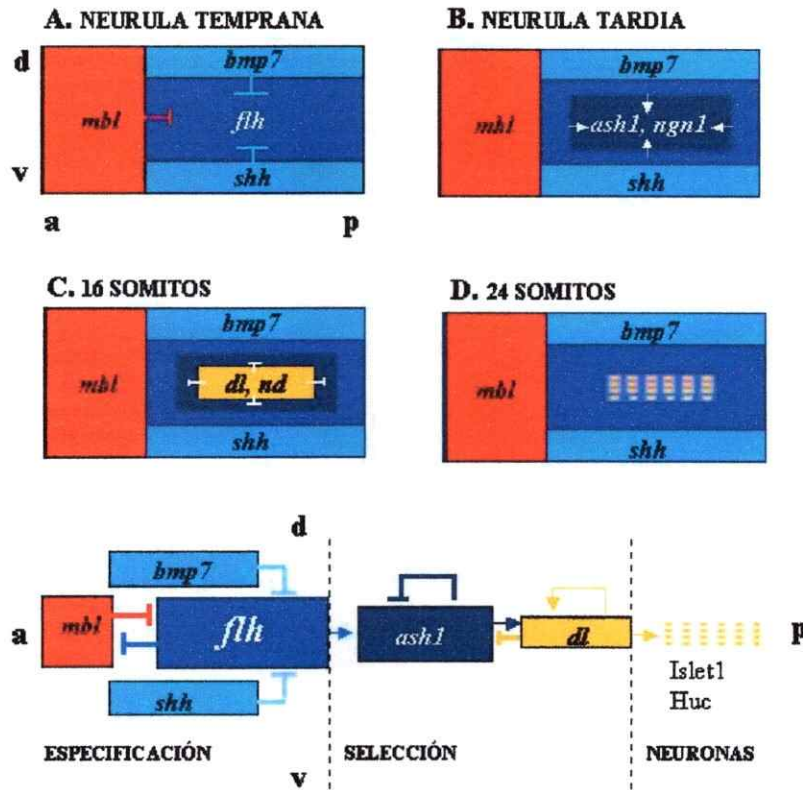 A. NEURULA TEMPRANA
B. NEURULA TARDIA
d
bmp7
mbl
flh
v
shh
a
p
bmp7
mbl
ash1, ngn1
shh
C. 16 SOMITOS
D. 24 SOMITOS
bmp7
mbl
dl, nd
shh
bmp7
mbl
shh
d
bmp7
a
mbl
flh
ash1
dl
p
shh
Islet1
Huc
ESPECIFICACIÓN
SELECCIÓN
NEURONAS
v